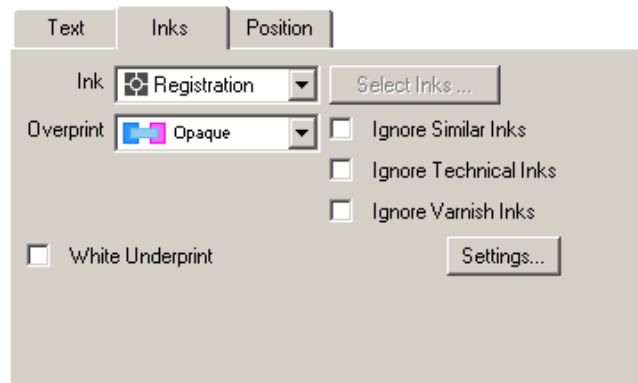 Text Inks Position
Ink Registration Select Inks ...
Overprint Opaque Ignore Similar Inks
Ignore Technical Inks
Ignore Varnish Inks
White Underprint Settings...